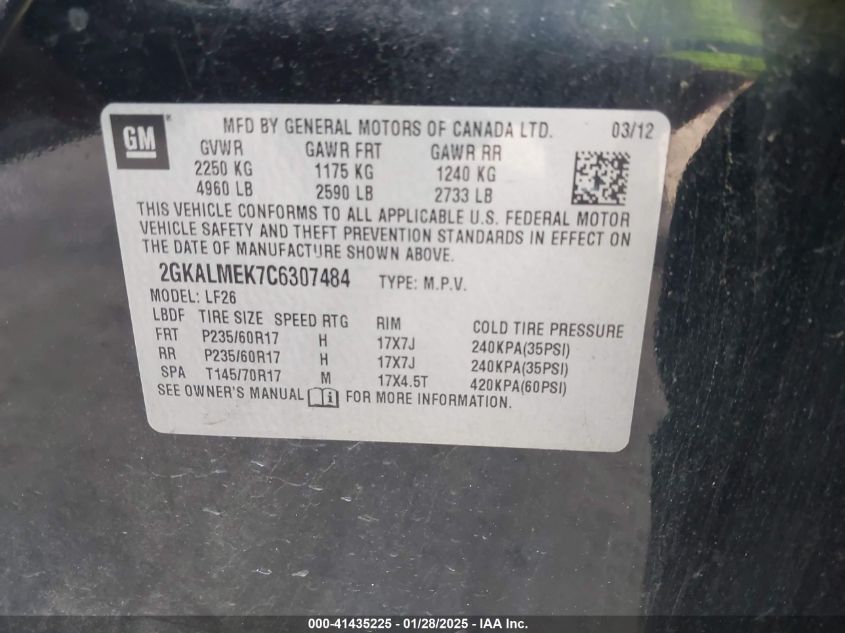 GM MFD BY GENERAL MOTORS OF CANADA LTD. 03/12
GVWR GAWR FRT GAWR RR
2250 KG 1175 KG 1240 KG
4960 LB 2590 LB 2733 LB
THIS VEHICLE CONFORMS TO ALL APPLICABLE U.S. FEDERAL MOTOR
VEHICLE SAFETY AND THEFT PREVENTION STANDARDS IN EFFECT ON
THE DATE OF MANUFACTURE SHOWN ABOVE.
2GKALMEK7C6307484 TYPE: M.P.V.
MODEL: LF26
LBDF TIRE SIZE SPEED RTG RIM COLD TIRE PRESSURE
FRT P235/60R17 H 17X7J 240KPA(35PSI)
RR P235/60R17 H 17X7J 240KPA(35PSI)
SPA T145/70R17 M 17X4.5T 420KPA(60PSI)
SEE OWNER'S MANUAL FOR MORE INFORMATION.
000-41435225 - 01/28/2025 - IAA Inc.